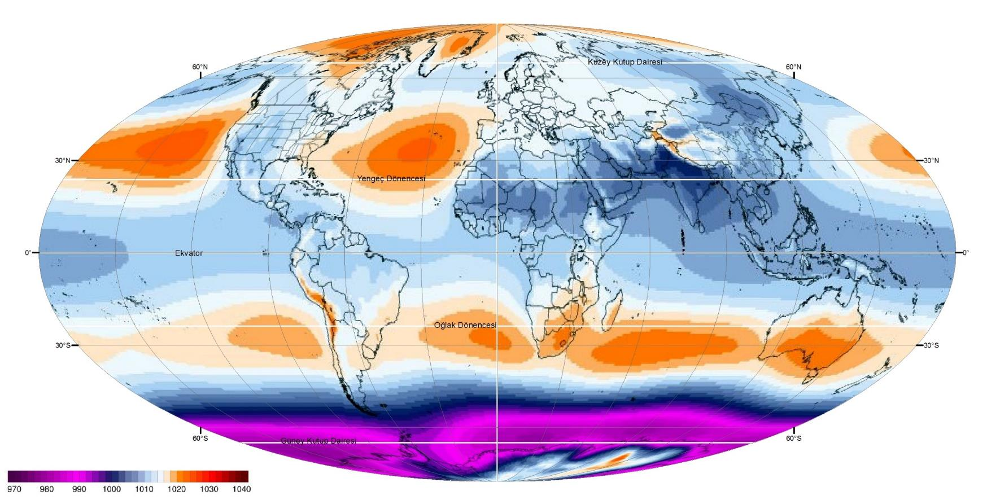 60°N
60°N
Kuzey Kutup Dairesi
30°N
30°N
Yengeç Dönencesi
0°
Ekvator
0°
Oğlak Dönencesi
30°S
30°S
60°S
60°S
Güney Kutup Dairesi
970 980 990 1000 1010 1020 1030 1040